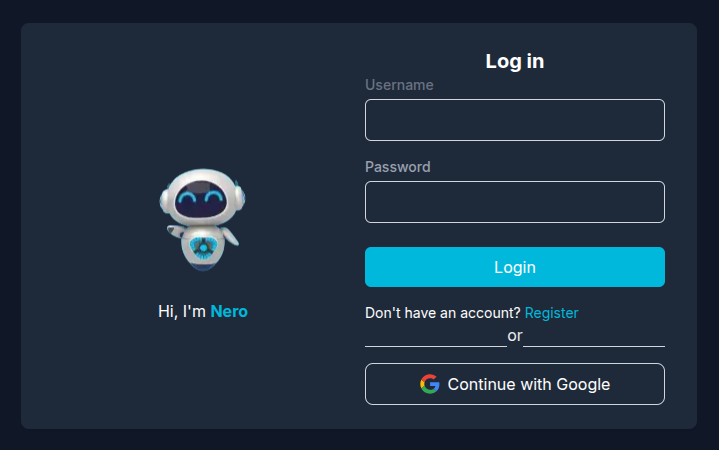 Log in
Username
Password
Login
Don't have an account? Register
or
Continue with Google
Hi, I'm Nero